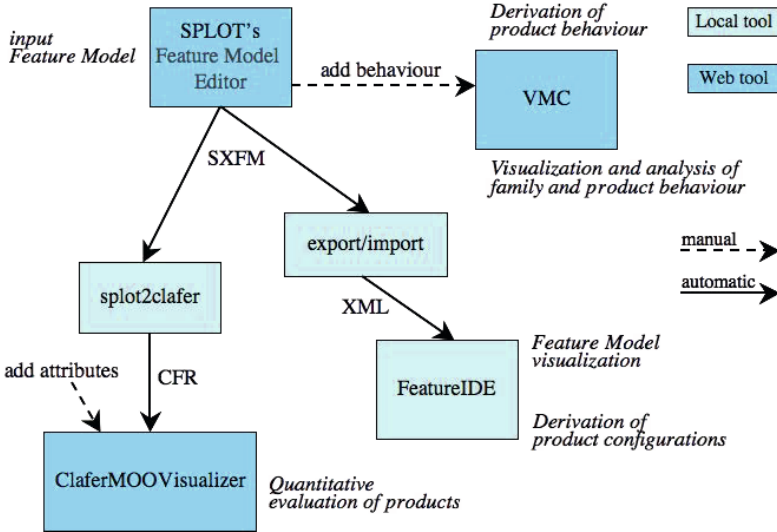 input
Feature Model
SPLOT's
Feature Model
Editor
add behaviour
Derivation of
product behaviour
VMC
Visualization and analysis of
family and product behaviour
Local tool
Web tool
manual
automatic
SXFM
export/import
splot2clafer
XML
Feature Model
visualization
FeatureIDE
Derivation of
product configurations
add attributes
CFR
ClaferMOOVisualizer
Quantitative
evaluation of products